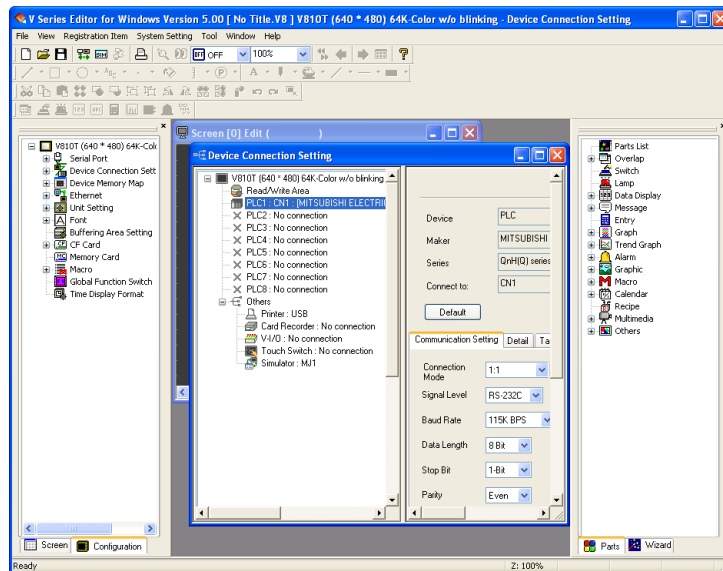 V Series Editor for Windows Version 5.00 [ No Title.V8 ] V810T (640 * 480) 64K-Color w/o blinking - Device Connection Setting
File View Registration Item System Setting Tool Window Help
OFF 100%
V810T (640 * 480) 64K-Col
Serial Port
Device Connection Sett
Device Memory Map
Ethernet
Unit Setting
Font
Buffering Area Setting
CF Card
Memory Card
Macro
Global Function Switch
Time Display Format
Screen Configuration
Screen [0] Edit ( )
Device Connection Setting
V810T (640 * 480) 64K-Color w/o blinking
Read/Write Area
PLC1 : CN1 : [MITSUBISHI ELECTRI
PLC2 : No connection
PLC3 : No connection
PLC4 : No connection
PLC5 : No connection
PLC6 : No connection
PLC7 : No connection
PLC8 : No connection
Others
Printer : USB
Card Recorder : No connection
V-I/O : No connection
Touch Switch : No connection
Simulator : MJ1
Device PLC
Maker MITSUBISHI
Series QnH(Q) series
Connect to: CN1
Default
Communication Setting Detail Ta
Connection Mode 1:1
Signal Level RS-232C
Baud Rate 115K BPS
Data Length 8 Bit
Stop Bit 1-Bit
Parity Even
Parts List
Overlap
Switch
Lamp
Data Display
Message
Entry
Graph
Trend Graph
Alarm
Graphic
Macro
Calendar
Recipe
Multimedia
Others
Parts Wizard
Ready Z: 100%